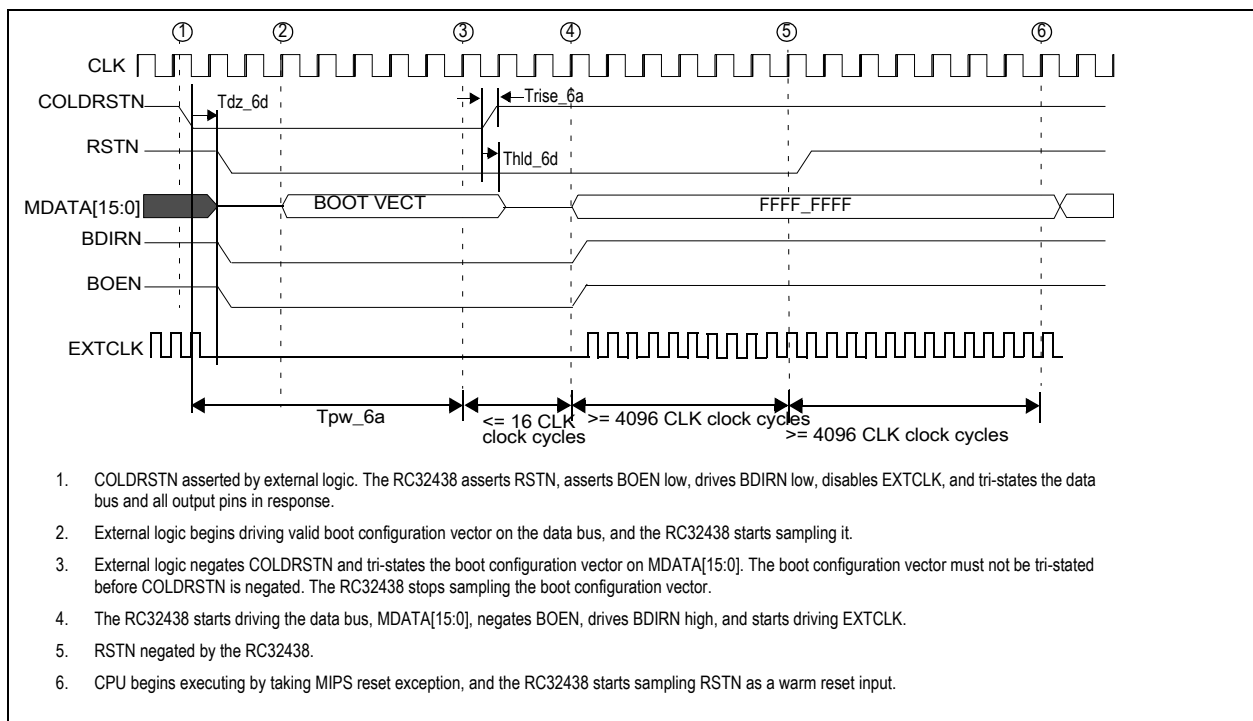 ① ② ③ ④ ⑤ ⑥
CLK
COLDRSTN
Tdz_6d
Trise_6a
RSTN
Thld_6d
MDATA[15:0]
BOOT VECT
FFFF_FFFF
BDIRN
BOEN
EXTCLK
Tpw_6a
<= 16 CLK
clock cycles
>= 4096 CLK clock cycles
>= 4096 CLK clock cycles
1. COLDRSTN asserted by external logic. The RC32438 asserts RSTN, asserts BOEN low, drives BDIRN low, disables EXTCLK, and tri-states the data
bus and all output pins in response.
2. External logic begins driving valid boot configuration vector on the data bus, and the RC32438 starts sampling it.
3. External logic negates COLDRSTN and tri-states the boot configuration vector on MDATA[15:0]. The boot configuration vector must not be tri-stated
before COLDRSTN is negated. The RC32438 stops sampling the boot configuration vector.
4. The RC32438 starts driving the data bus, MDATA[15:0], negates BOEN, drives BDIRN high, and starts driving EXTCLK.
5. RSTN negated by the RC32438.
6. CPU begins executing by taking MIPS reset exception, and the RC32438 starts sampling RSTN as a warm reset input.